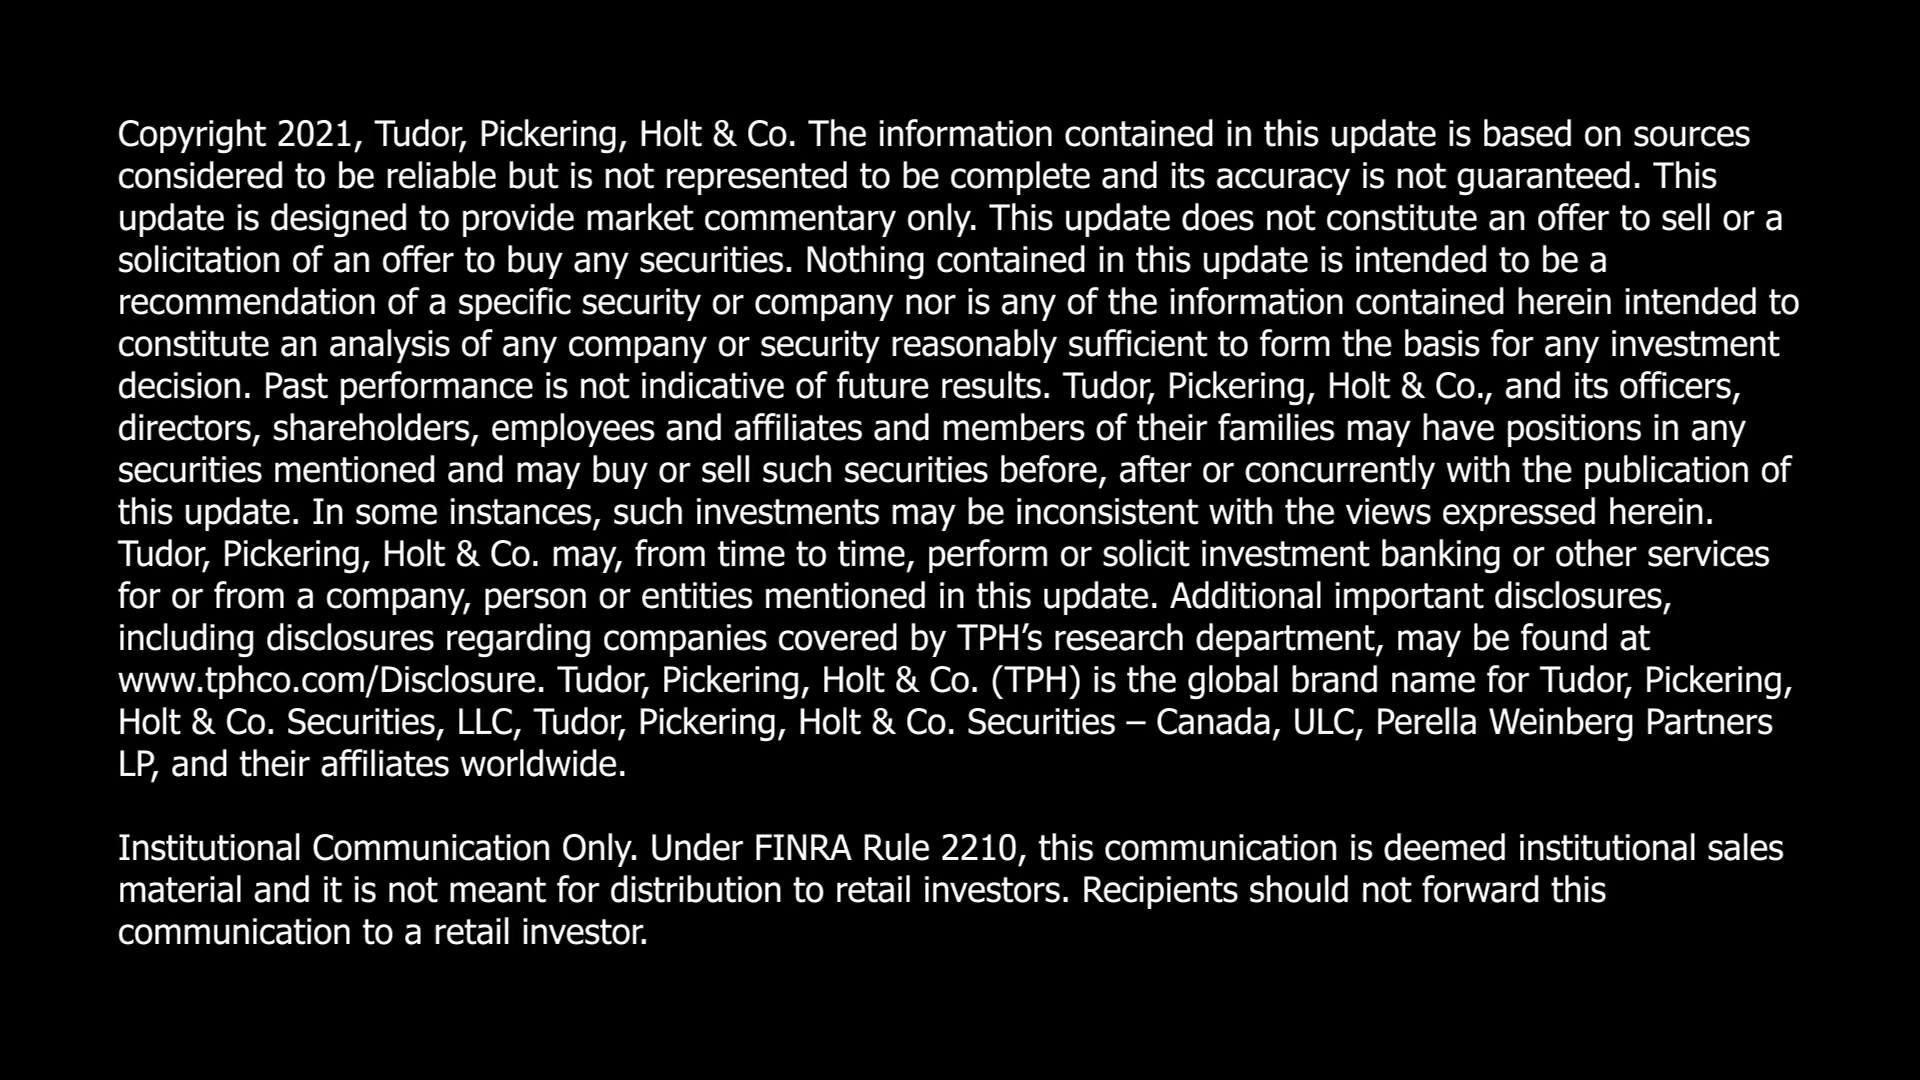 Copyright 2021, Tudor, Pickering, Holt & Co. The information contained in this update is based on sources
considered to be reliable but is not represented to be complete and its accuracy is not guaranteed. This
update is designed to provide market commentary only. This update does not constitute an offer to sell or a
solicitation of an offer to buy any securities. Nothing contained in this update is intended to be a
recommendation of a specific security or company nor is any of the information contained herein intended to
constitute an analysis of any company or security reasonably sufficient to form the basis for any investment
decision. Past performance is not indicative of future results. Tudor, Pickering, Holt & Co., and its officers,
directors, shareholders, employees and affiliates and members of their families may have positions in any
securities mentioned and may buy or sell such securities before, after or concurrently with the publication of
this update. In some instances, such investments may be inconsistent with the views expressed herein.
Tudor, Pickering, Holt & Co. may, from time to time, perform or solicit investment banking or other services
for or from a company, person or entities mentioned in this update. Additional important disclosures,
including disclosures regarding companies covered by TPH’s research department, may be found at
www.tphco.com/Disclosure. Tudor, Pickering, Holt & Co. (TPH) is the global brand name for Tudor, Pickering,
Holt & Co. Securities, LLC, Tudor, Pickering, Holt & Co. Securities – Canada, ULC, Perella Weinberg Partners
LP, and their affiliates worldwide.
Institutional Communication Only. Under FINRA Rule 2210, this communication is deemed institutional sales
material and it is not meant for distribution to retail investors. Recipients should not forward this
communication to a retail investor.